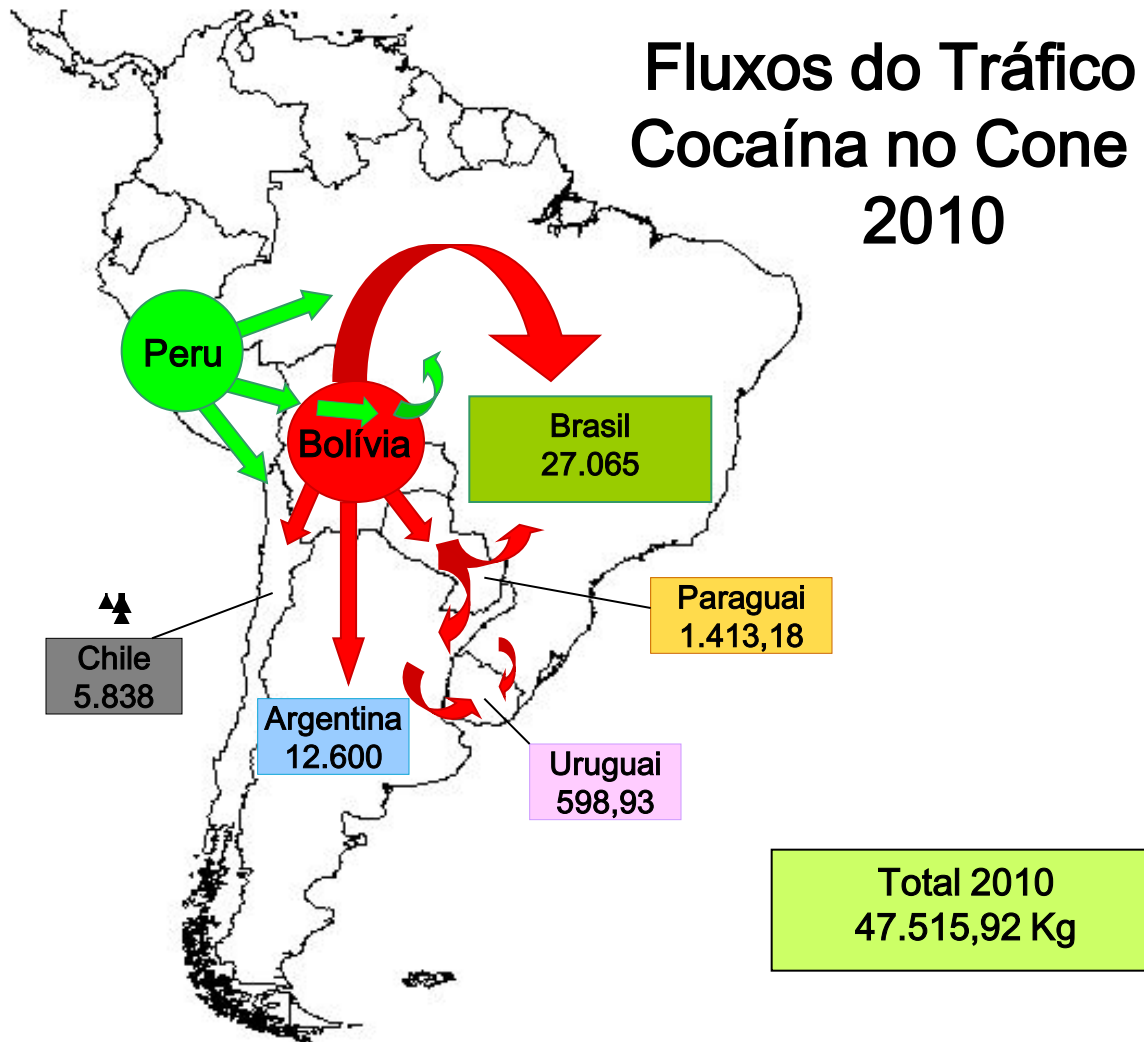 Fluxos do Tráfico
Cocaína no Cone
2010
Peru
Bolívia
Brasil
27.065
Paraguai
1.413,18
Chile
5.838
Argentina
12.600
Uruguai
598,93
Total 2010
47.515,92 Kg